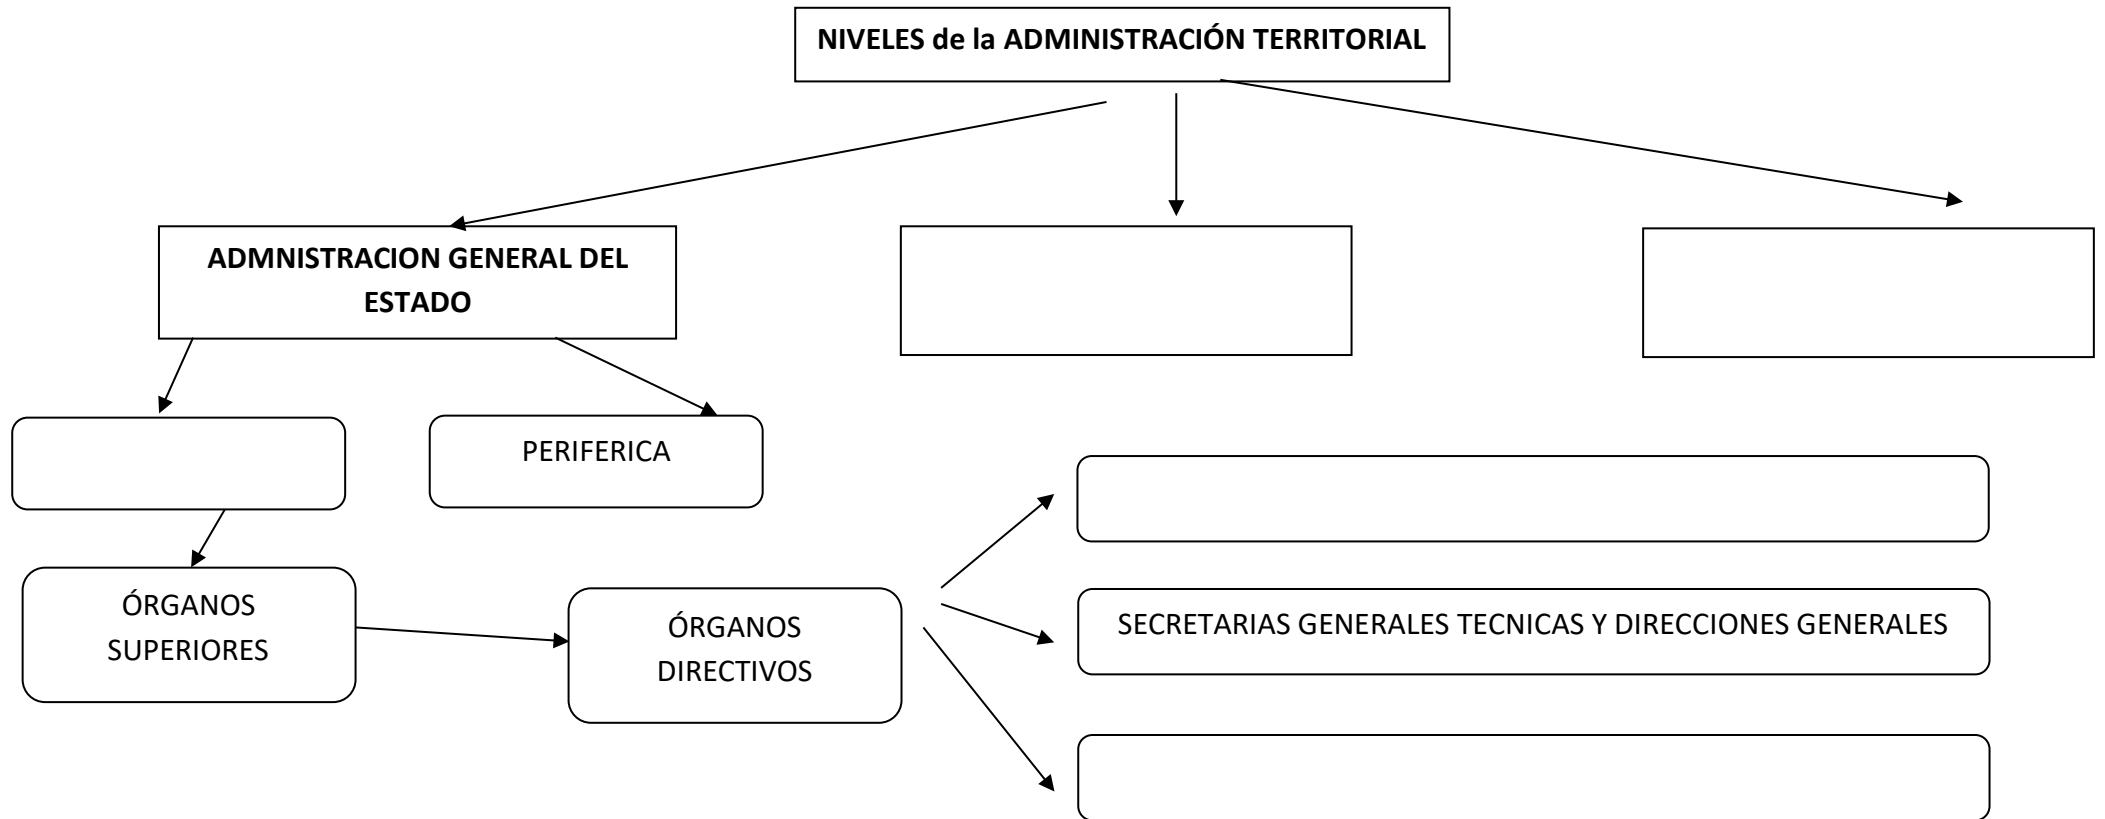 NIVELES de la ADMINISTRACIÓN TERRITORIAL
ADMNISTRACION GENERAL DEL
ESTADO
PERIFERICA
ÓRGANOS
SUPERIORES
ÓRGANOS
DIRECTIVOS
SECRETARIAS GENERALES TECNICAS Y DIRECCIONES GENERALES